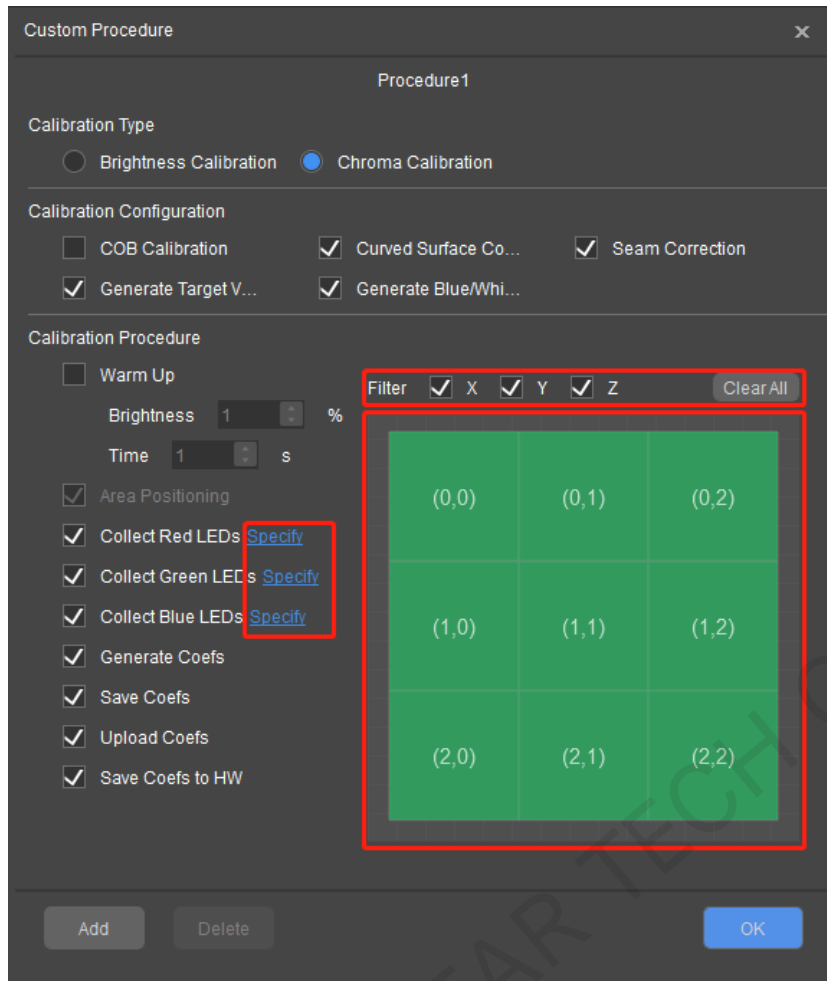 Custom Procedure
Procedure1
Calibration Type
Brightness Calibration Chroma Calibration
Calibration Configuration
COB Calibration Curved Surface Co... Seam Correction
Generate Target V... Generate Blue/Whi...
Calibration Procedure
Warm Up
Filter X Y Z Clear All
Brightness 1 %
Time 1 s
Area Positioning
Collect Red LEDs Specify
Collect Green LEDs Specify
Collect Blue LEDs Specify
Generate Coefs
Save Coefs
Upload Coefs
Save Coefs to HW
(0,0) (0,1) (0,2)
(1,0) (1,1) (1,2)
(2,0) (2,1) (2,2)
Add Delete OK
TECH